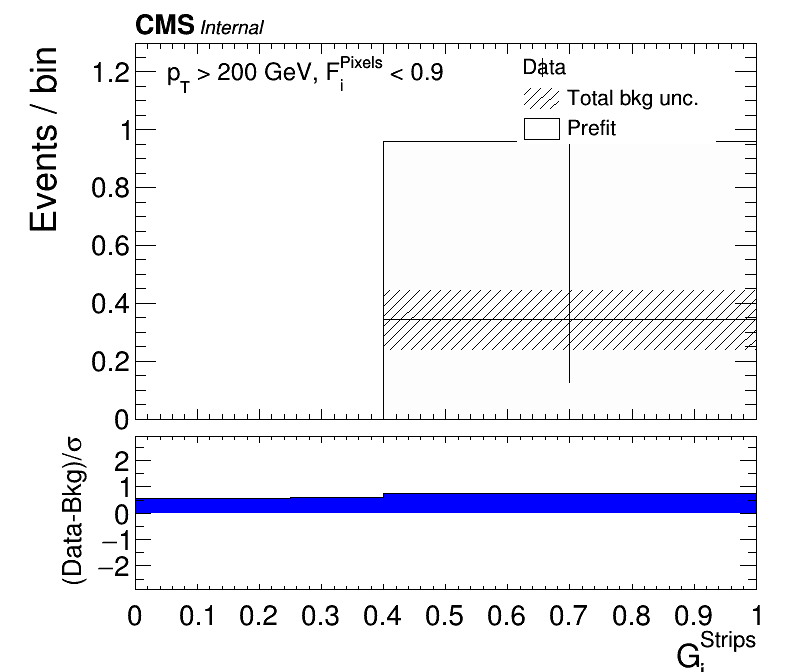 CMS Internal
Events / bin
p_T > 200 GeV, F_i^Pixels < 0.9
Data
Total bkg unc.
Prefit
1.2
1
0.8
0.6
0.4
0.2
0
(Data-Bkg)/σ
2
1
0
−1
−2
0 0.1 0.2 0.3 0.4 0.5 0.6 0.7 0.8 0.9 1
G_i^Strips